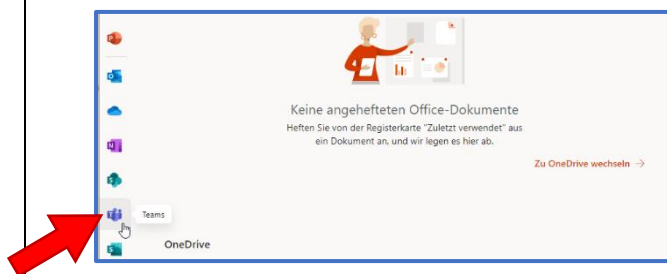 Keine angehefteten Office-Dokumente
Heften Sie von der Registerkarte "Zuletzt verwendet" aus
ein Dokument an, und wir legen es hier ab.
Zu OneDrive wechseln →
Teams
OneDrive